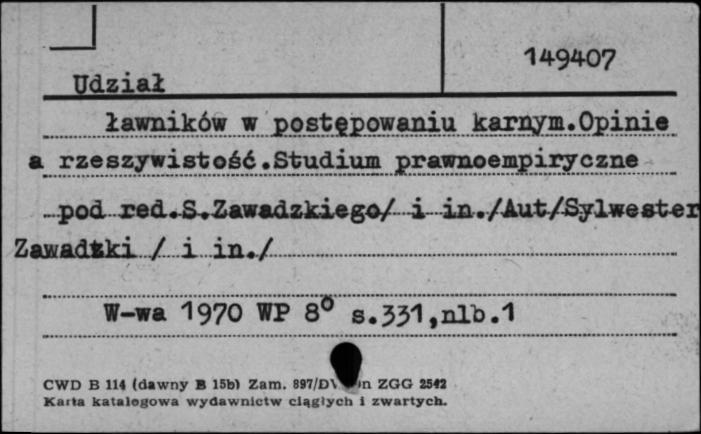 149407
Udział
ławników w postępowaniu karnym.Opinie
a rzeszywistość.Studium prawnoempiryczne
pod red.S.Zawadzkiego/ i in./Aut/Sylwester
Zawadzki / i in./
W-wa 1970 WP 8° s.331,nlb.1
CWD B 114 (dawny B 15b) Zam. 897/ ZGG 2542
Karta katalogowa wydawnictw ciągłych i zwartych.